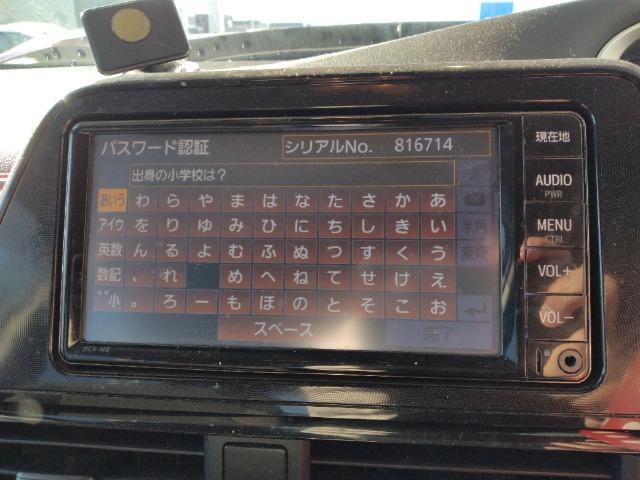 パスワード認証 シリアルNo. 816714
出身の小学校は?
あいう わ ら や ま は な た さ か あ
アイウ を り ゆ み ひ に ち し き い 半角
英数 ん る よ む ふ ぬ つ す く う 変換
数記 、 れ め へ ね て せ け え
゛゜小 。 ろ ー も ほ の と そ こ お
スペース 完了
現在地
AUDIO
PWR
MENU
CTRL
VOL+
VOL-